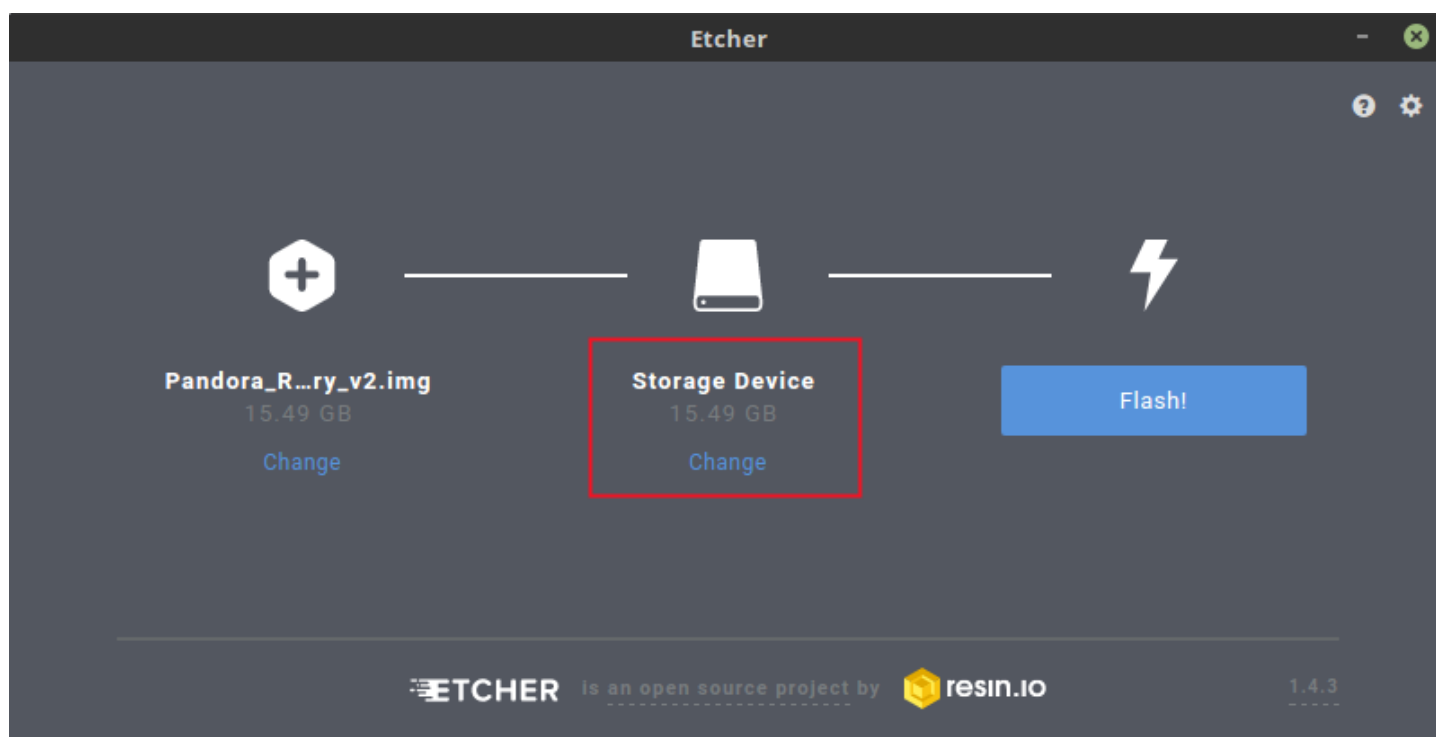 Etcher
Pandora_R...ry_v2.img
15.49 GB
Change
Storage Device
15.49 GB
Change
Flash!
ETCHER is an open source project by resin.io
1.4.3